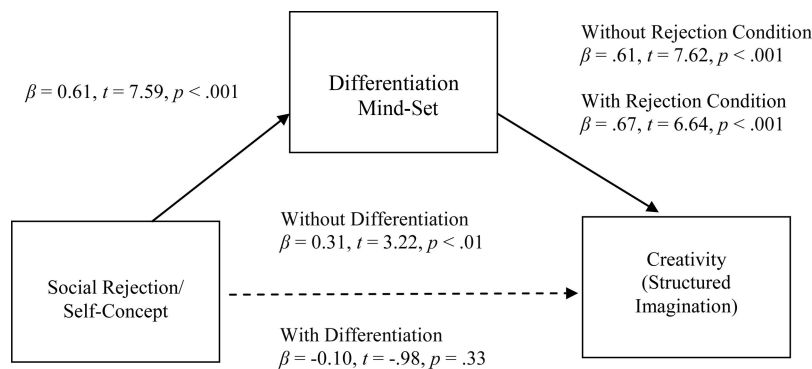 Without Rejection Condition
β = .61, t = 7.62, p < .001
With Rejection Condition
β = .67, t = 6.64, p < .001
Differentiation
Mind-Set
β = 0.61, t = 7.59, p < .001
Without Differentiation
β = 0.31, t = 3.22, p < .01
Social Rejection/
Self-Concept
Creativity
(Structured
Imagination)
With Differentiation
β = -0.10, t = -.98, p = .33